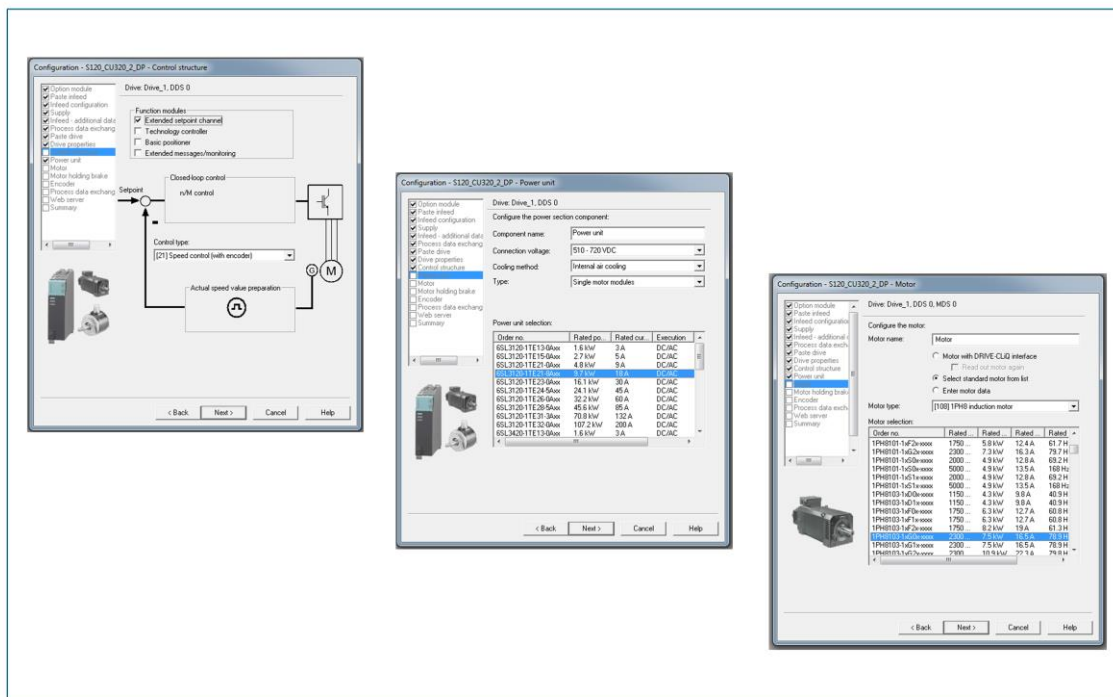 Configuration - S120_CU320_2_DP - Control structure
Option module
Paste infeed
Infeed configuration
Supply
Infeed - additional data
Process data exchang
Paste drive
Drive properties
Power unit
Motor
Motor holding brake
Encoder
Process data exchang
Web server
Summary
Drive: Drive_1, DDS 0
Function modules
Extended setpoint channel
Technology controller
Basic positioner
Extended messages/monitoring
Closed-loop control
Setpoint
n/M control
-
Control type:
[21] Speed control (with encoder)
G
M
Actual speed value preparation
< Back Next > Cancel Help
Configuration - S120_CU320_2_DP - Power unit
Option module
Paste infeed
Infeed configuration
Supply
Infeed - additional data
Process data exchang
Paste drive
Drive properties
Control structure
Motor
Motor holding brake
Encoder
Process data exchang
Web server
Summary
Drive: Drive_1, DDS 0
Configure the power section component:
Component name: Power unit
Connection voltage: 510 - 720 VDC
Cooling method: Internal air cooling
Type: Single motor modules
Power unit selection:
Order no. Rated po... Rated cur... Execution
6SL3120-1TE13-0Axx 1.6 kW 3 A DC/AC
6SL3120-1TE15-0Axx 2.7 kW 5 A DC/AC
6SL3120-1TE21-0Axx 4.8 kW 9 A DC/AC
6SL3120-1TE21-8Axx 9.7 kW 18 A DC/AC
6SL3120-1TE23-0Axx 16.1 kW 30 A DC/AC
6SL3120-1TE24-5Axx 24.1 kW 45 A DC/AC
6SL3120-1TE26-0Axx 32.2 kW 60 A DC/AC
6SL3120-1TE28-5Axx 45.6 kW 85 A DC/AC
6SL3120-1TE31-3Axx 70.8 kW 132 A DC/AC
6SL3120-1TE32-0Axx 107.2 kW 200 A DC/AC
6SL3420-1TE13-0Axx 1.6 kW 3 A DC/AC
< Back Next > Cancel Help
Configuration - S120_CU320_2_DP - Motor
Option module
Paste infeed
Infeed configuration
Supply
Infeed - additional data
Process data exchang
Paste drive
Drive properties
Control structure
Power unit
Motor holding brake
Encoder
Process data exchang
Web server
Summary
Drive: Drive_1, DDS 0, MDS 0
Configure the motor:
Motor name: Motor
Motor with DRIVE-CLiQ interface
Read out motor again
Select standard motor from list
Enter motor data
Motor type: [108] 1PH8 induction motor
Motor selection:
Order no. Rated ... Rated ... Rated ... Rated
1PH8101-1xF2x-xxxx 1750 ... 5.8 kW 12.4 A 61.7 H
1PH8101-1xG2x-xxxx 2300 ... 7.3 kW 16.3 A 79.7 H
1PH8101-1xS0x-xxxx 2000 ... 4.9 kW 12.8 A 69.2 H
1PH8101-1xS0x-xxxx 5000 ... 4.9 kW 13.5 A 168 Hz
1PH8101-1xS1x-xxxx 2000 ... 4.9 kW 12.8 A 69.2 H
1PH8101-1xS1x-xxxx 5000 ... 4.9 kW 13.5 A 168 Hz
1PH8103-1xD0x-xxxx 1150 ... 4.3 kW 9.8 A 40.9 H
1PH8103-1xD1x-xxxx 1150 ... 4.3 kW 9.8 A 40.9 H
1PH8103-1xF0x-xxxx 1750 ... 6.3 kW 12.7 A 60.8 H
1PH8103-1xF1x-xxxx 1750 ... 6.3 kW 12.7 A 60.8 H
1PH8103-1xF2x-xxxx 1750 ... 8.2 kW 19 A 61.3 H
1PH8103-1xG0x-xxxx 2300 ... 7.5 kW 16.5 A 78.9 H
1PH8103-1xG1x-xxxx 2300 ... 7.5 kW 16.5 A 78.9 H
1PH8103-1xG2x-xxxx 2300 ... 10.9 kW 22.3 A 79.8 H
< Back Next > Cancel Help